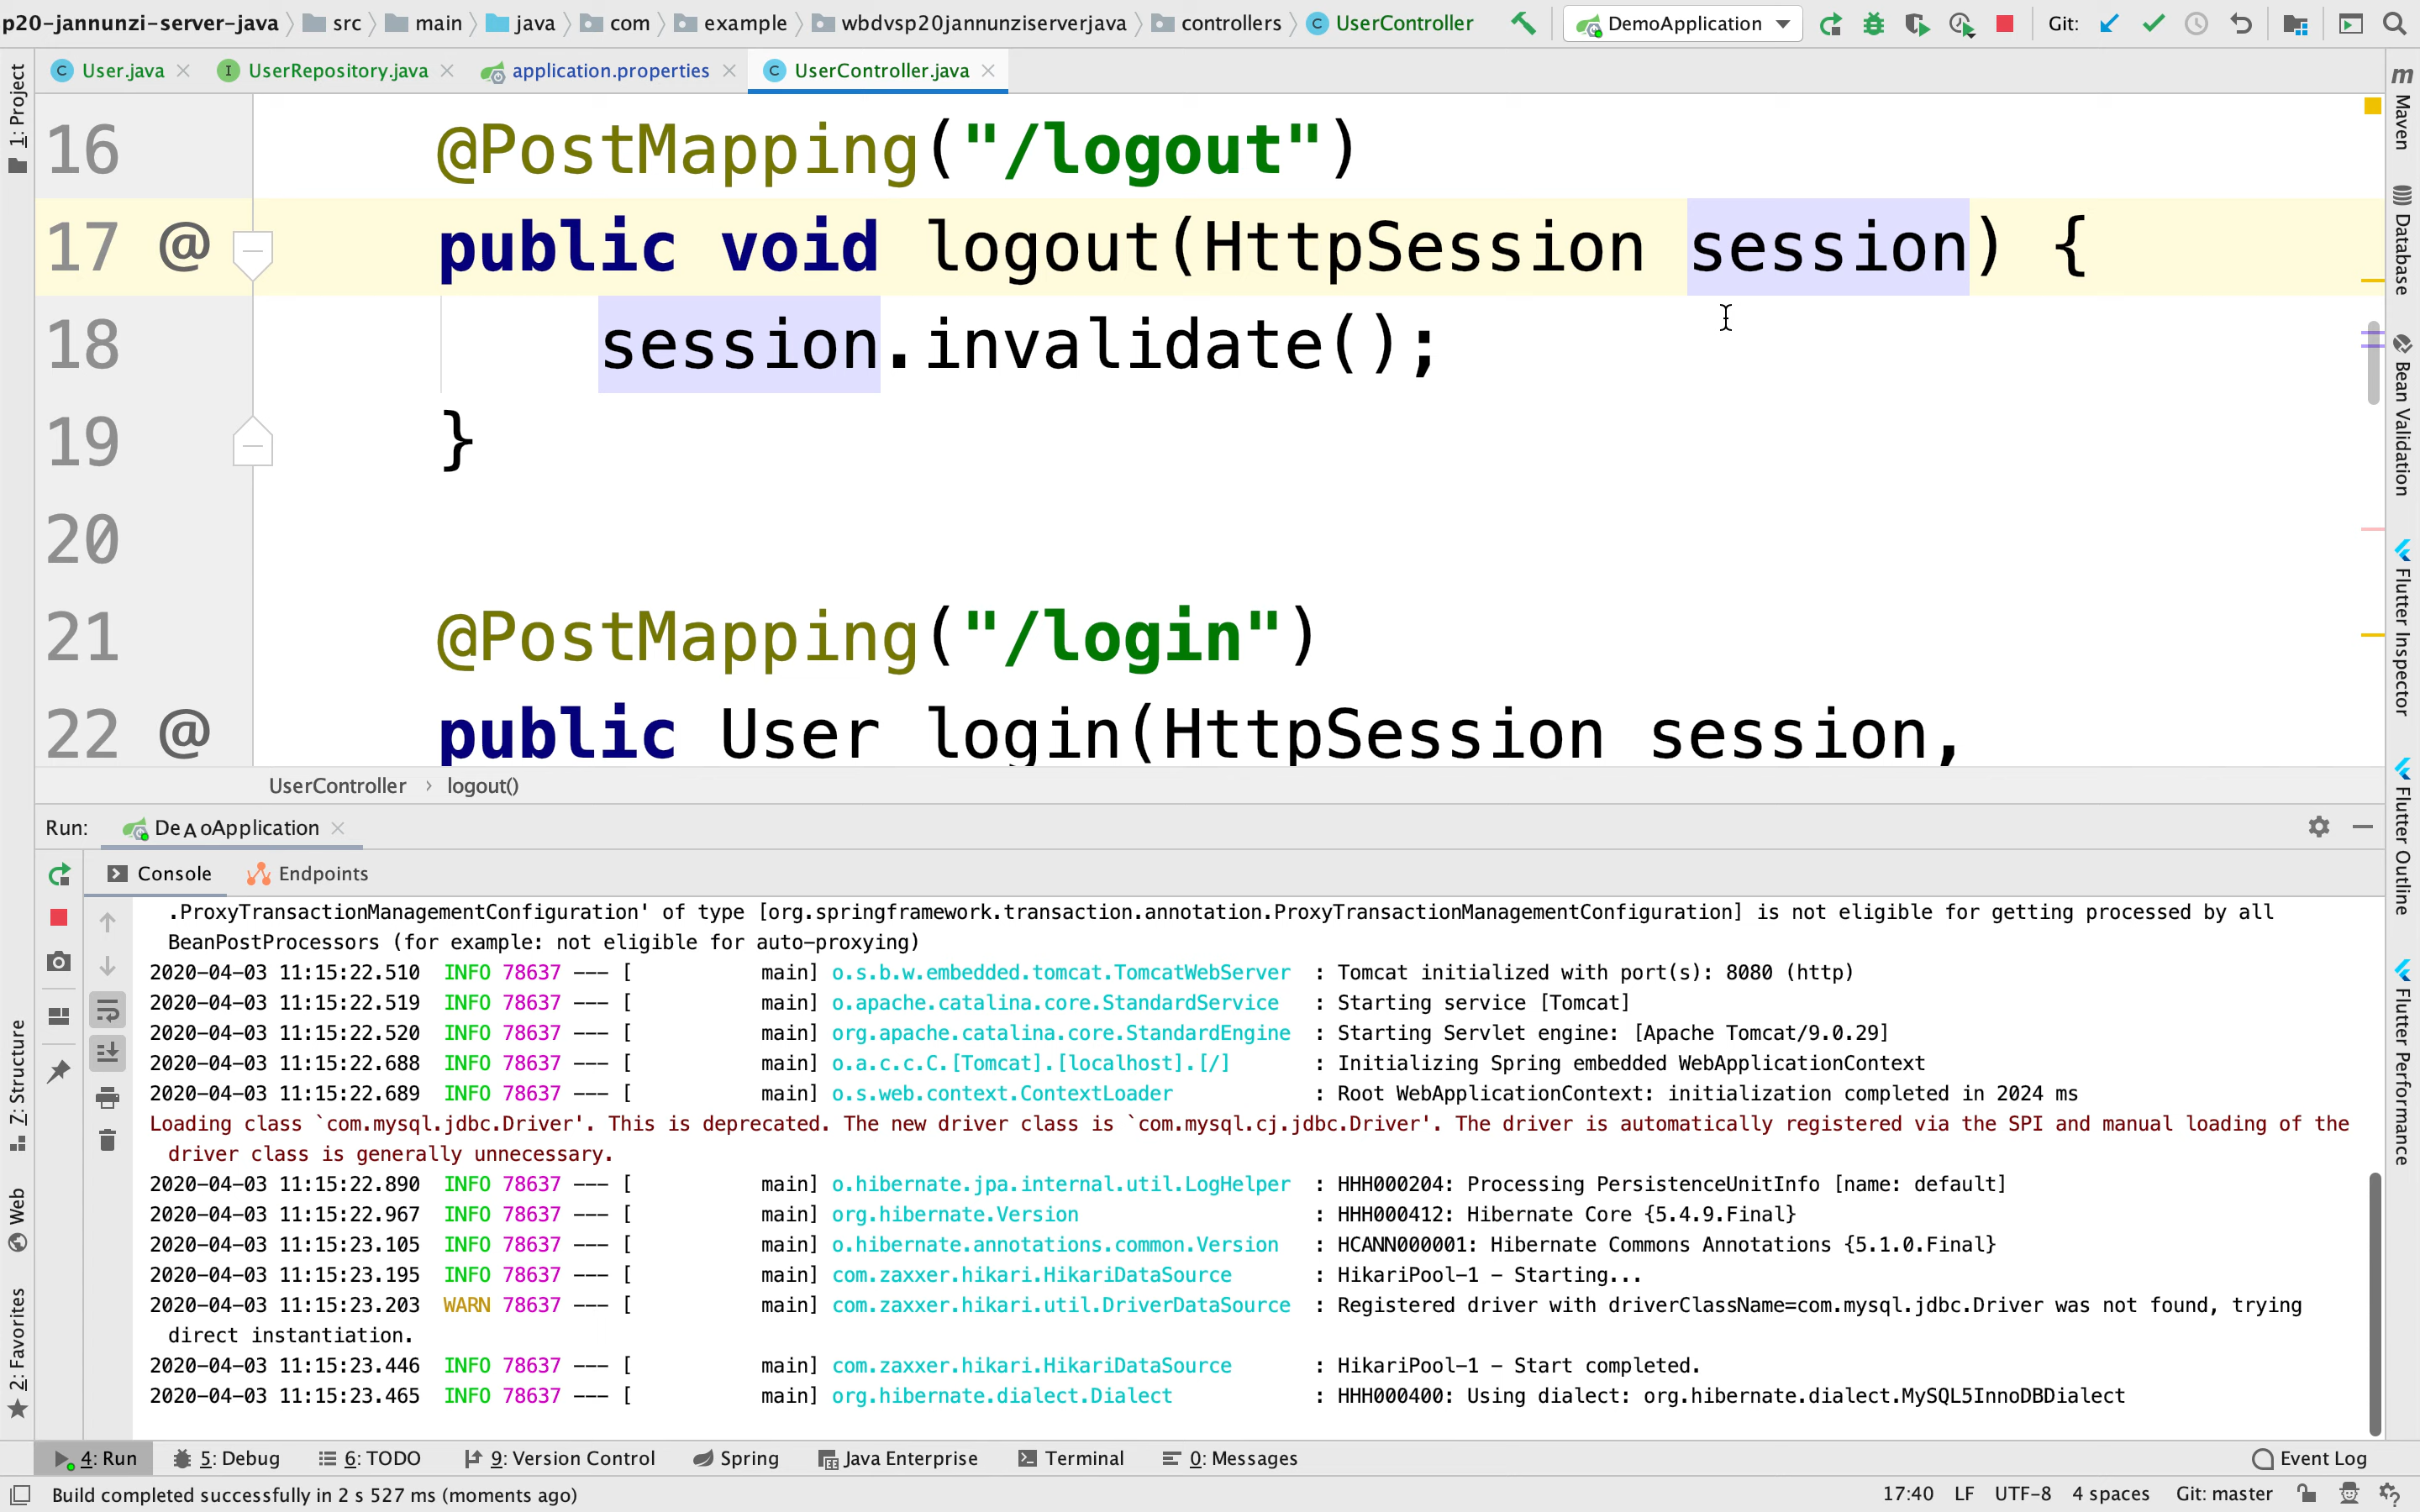 p20-jannunzi-server-java src main java com example wbdvsp20jannunziserverjava controllers UserController DemoApplication Git:
User.java UserRepository.java application.properties UserController.java
1: Project
7: Structure
Web
2: Favorites
16 @PostMapping("/logout")
17 @ public void logout(HttpSession session) {
18 session.invalidate();
19 }
20
21 @PostMapping("/login")
22 @ public User login(HttpSession session,
UserController › logout()
Run: De▲oApplication
Console Endpoints
.ProxyTransactionManagementConfiguration' of type [org.springframework.transaction.annotation.ProxyTransactionManagementConfiguration] is not eligible for getting processed by all
BeanPostProcessors (for example: not eligible for auto-proxying)
2020-04-03 11:15:22.510 INFO 78637 --- [ main] o.s.b.w.embedded.tomcat.TomcatWebServer : Tomcat initialized with port(s): 8080 (http)
2020-04-03 11:15:22.519 INFO 78637 --- [ main] o.apache.catalina.core.StandardService : Starting service [Tomcat]
2020-04-03 11:15:22.520 INFO 78637 --- [ main] org.apache.catalina.core.StandardEngine : Starting Servlet engine: [Apache Tomcat/9.0.29]
2020-04-03 11:15:22.688 INFO 78637 --- [ main] o.a.c.c.C.[Tomcat].[localhost].[/] : Initializing Spring embedded WebApplicationContext
2020-04-03 11:15:22.689 INFO 78637 --- [ main] o.s.web.context.ContextLoader : Root WebApplicationContext: initialization completed in 2024 ms
Loading class `com.mysql.jdbc.Driver'. This is deprecated. The new driver class is `com.mysql.cj.jdbc.Driver'. The driver is automatically registered via the SPI and manual loading of the
driver class is generally unnecessary.
2020-04-03 11:15:22.890 INFO 78637 --- [ main] o.hibernate.jpa.internal.util.LogHelper : HHH000204: Processing PersistenceUnitInfo [name: default]
2020-04-03 11:15:22.967 INFO 78637 --- [ main] org.hibernate.Version : HHH000412: Hibernate Core {5.4.9.Final}
2020-04-03 11:15:23.105 INFO 78637 --- [ main] o.hibernate.annotations.common.Version : HCANN000001: Hibernate Commons Annotations {5.1.0.Final}
2020-04-03 11:15:23.195 INFO 78637 --- [ main] com.zaxxer.hikari.HikariDataSource : HikariPool-1 - Starting...
2020-04-03 11:15:23.203 WARN 78637 --- [ main] com.zaxxer.hikari.util.DriverDataSource : Registered driver with driverClassName=com.mysql.jdbc.Driver was not found, trying
direct instantiation.
2020-04-03 11:15:23.446 INFO 78637 --- [ main] com.zaxxer.hikari.HikariDataSource : HikariPool-1 - Start completed.
2020-04-03 11:15:23.465 INFO 78637 --- [ main] org.hibernate.dialect.Dialect : HHH000400: Using dialect: org.hibernate.dialect.MySQL5InnoDBDialect
m Maven
Database
Bean Validation
Flutter Inspector
Flutter Outline
Flutter Performance
4: Run 5: Debug 6: TODO 9: Version Control Spring Java Enterprise Terminal 0: Messages Event Log
Build completed successfully in 2 s 527 ms (moments ago) 17:40 LF UTF-8 4 spaces Git: master